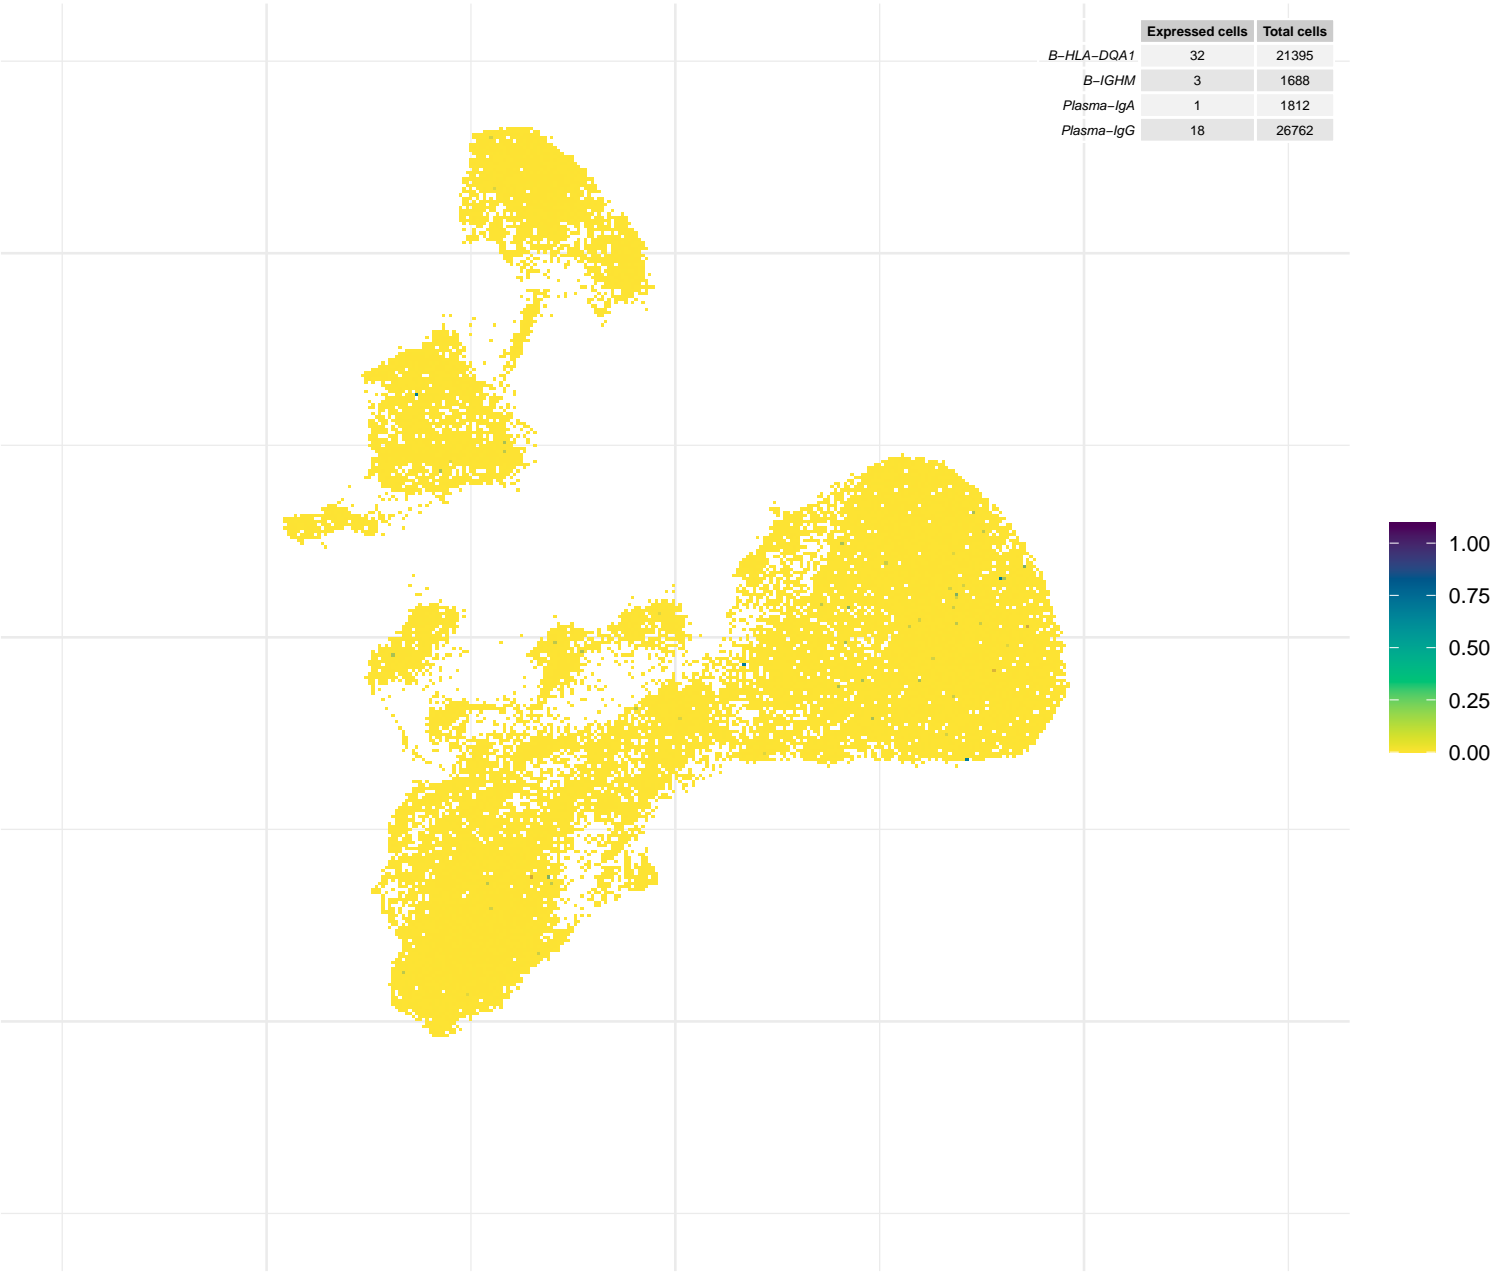 Expressed cells Total cells
B−HLA−DQA1 32 21395
B−IGHM 3 1688
Plasma−IgA 1 1812
Plasma−IgG 18 26762
1.00
0.75
0.50
0.25
0.00